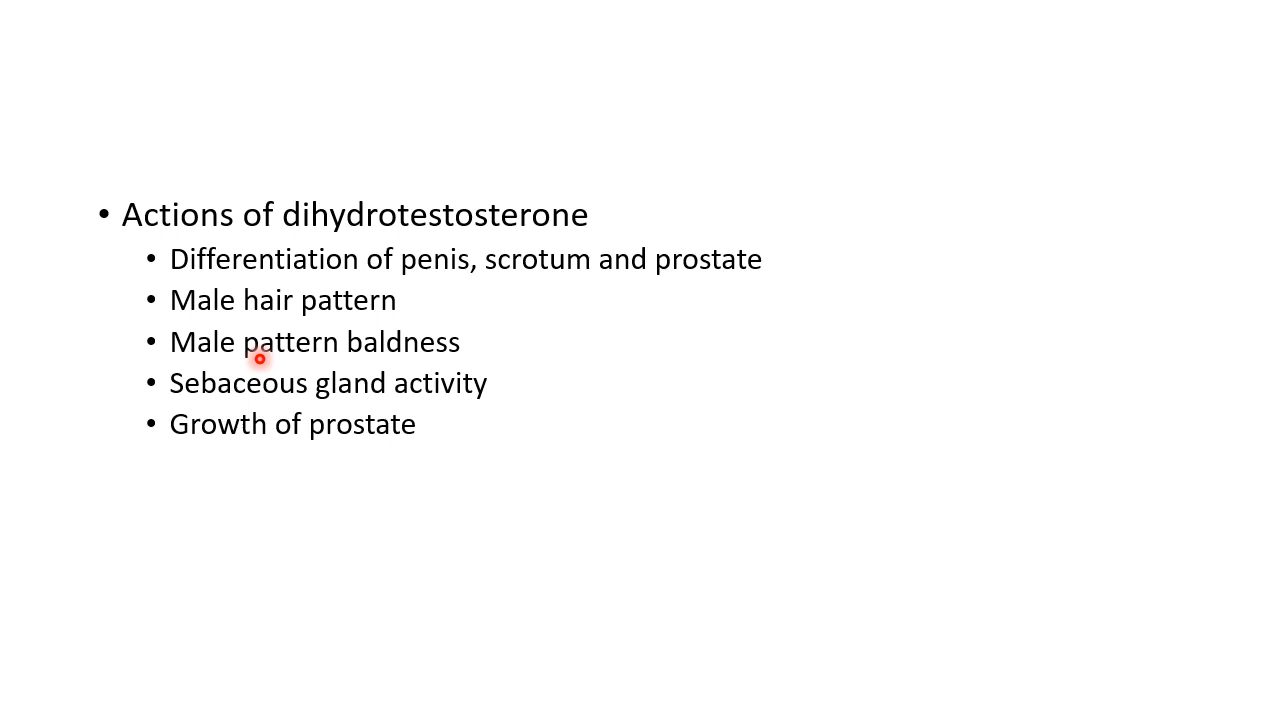 • Actions of dihydrotestosterone
• Differentiation of penis, scrotum and prostate
• Male hair pattern
• Male pattern baldness
• Sebaceous gland activity
• Growth of prostate